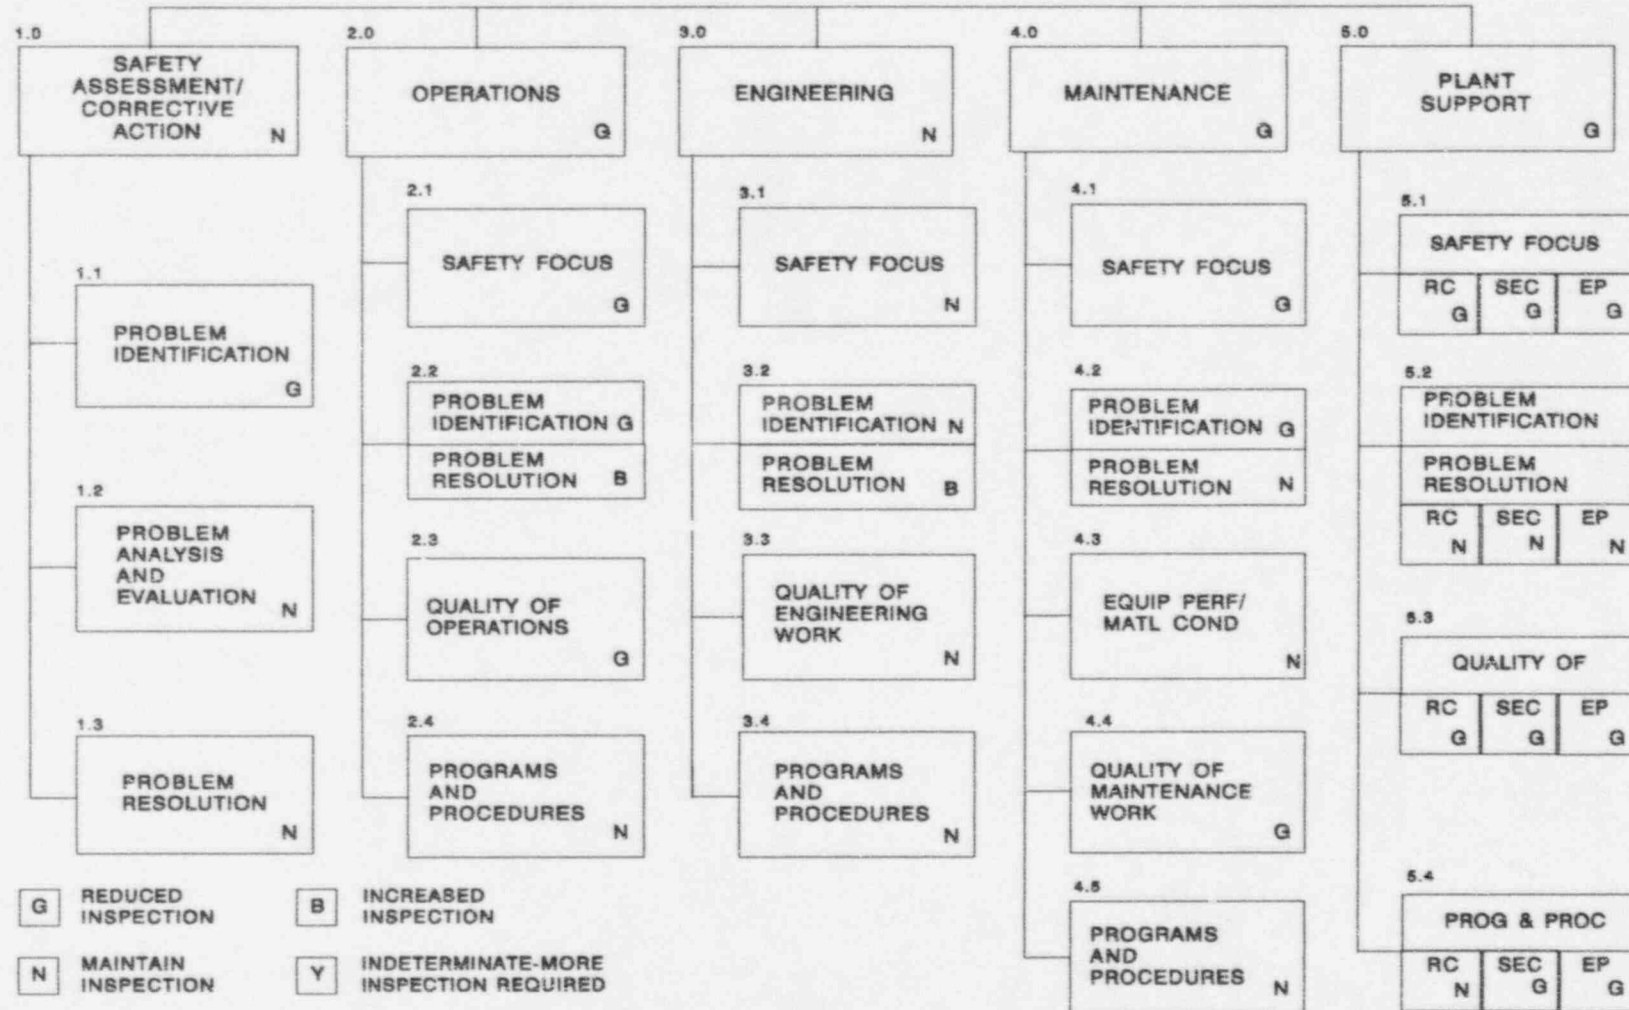 1.0
SAFETY
ASSESSMENT/
CORRECTIVE
ACTION N
1.1
PROBLEM
IDENTIFICATION
G
1.2
PROBLEM
ANALYSIS
AND
EVALUATION N
1.3
PROBLEM
RESOLUTION
N
2.0
OPERATIONS
G
2.1
SAFETY FOCUS
G
2.2
PROBLEM
IDENTIFICATION G
PROBLEM
RESOLUTION B
2.3
QUALITY OF
OPERATIONS
G
2.4
PROGRAMS
AND
PROCEDURES N
3.0
ENGINEERING
N
3.1
SAFETY FOCUS
N
3.2
PROBLEM
IDENTIFICATION N
PROBLEM
RESOLUTION B
3.3
QUALITY OF
ENGINEERING
WORK
N
3.4
PROGRAMS
AND
PROCEDURES N
4.0
MAINTENANCE
G
4.1
SAFETY FOCUS
G
4.2
PROBLEM
IDENTIFICATION G
PROBLEM
RESOLUTION N
4.3
EQUIP PERF/
MATL COND
N
4.4
QUALITY OF
MAINTENANCE
WORK
G
4.5
PROGRAMS
AND
PROCEDURES N
5.0
PLANT
SUPPORT
G
5.1
SAFETY FOCUS
RC SEC EP
G G G
5.2
PROBLEM
IDENTIFICATION
PROBLEM
RESOLUTION
RC SEC EP
N N N
5.3
QUALITY OF
RC SEC EP
G G G
5.4
PROG & PROC
RC SEC EP
N G G
G REDUCED
INSPECTION
B INCREASED
INSPECTION
N MAINTAIN
INSPECTION
Y INDETERMINATE-MORE
INSPECTION REQUIRED